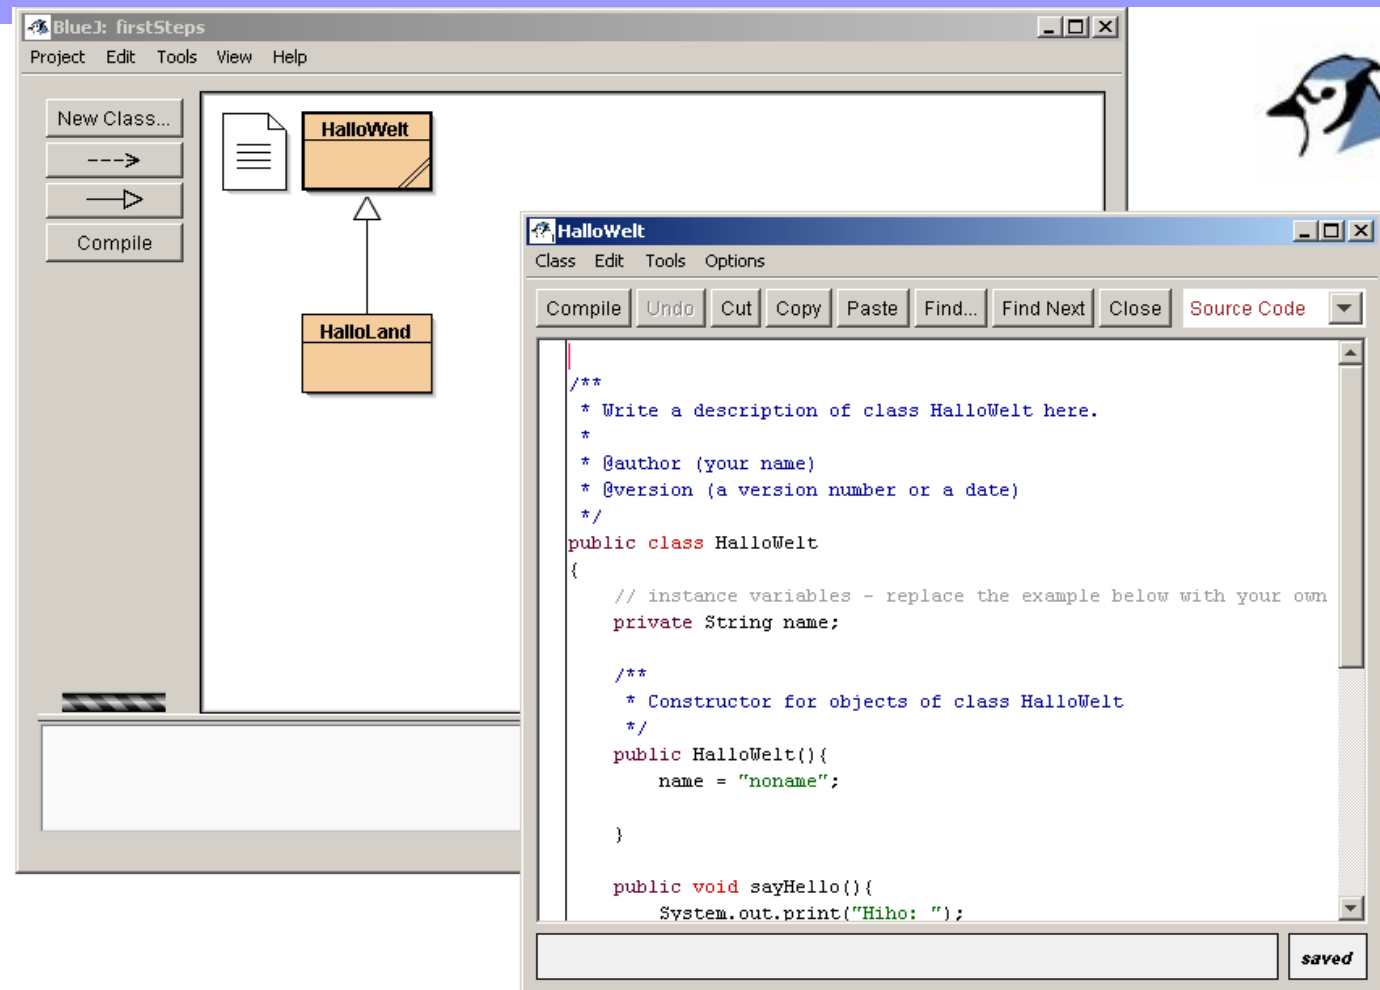 BlueJ: firstSteps
Project Edit Tools View Help
New Class...
Compile
HalloWelt
HalloLand
HalloWelt
Class Edit Tools Options
Compile Undo Cut Copy Paste Find... Find Next Close Source Code
/**
 * Write a description of class HalloWelt here.
 *
 * @author (your name)
 * @version (a version number or a date)
 */
public class HalloWelt
{
    // instance variables - replace the example below with your own
    private String name;
    /**
     * Constructor for objects of class HalloWelt
     */
    public HalloWelt(){
        name = "noname";
    }
    public void sayHello(){
        System.out.print("Hiho: ");
saved